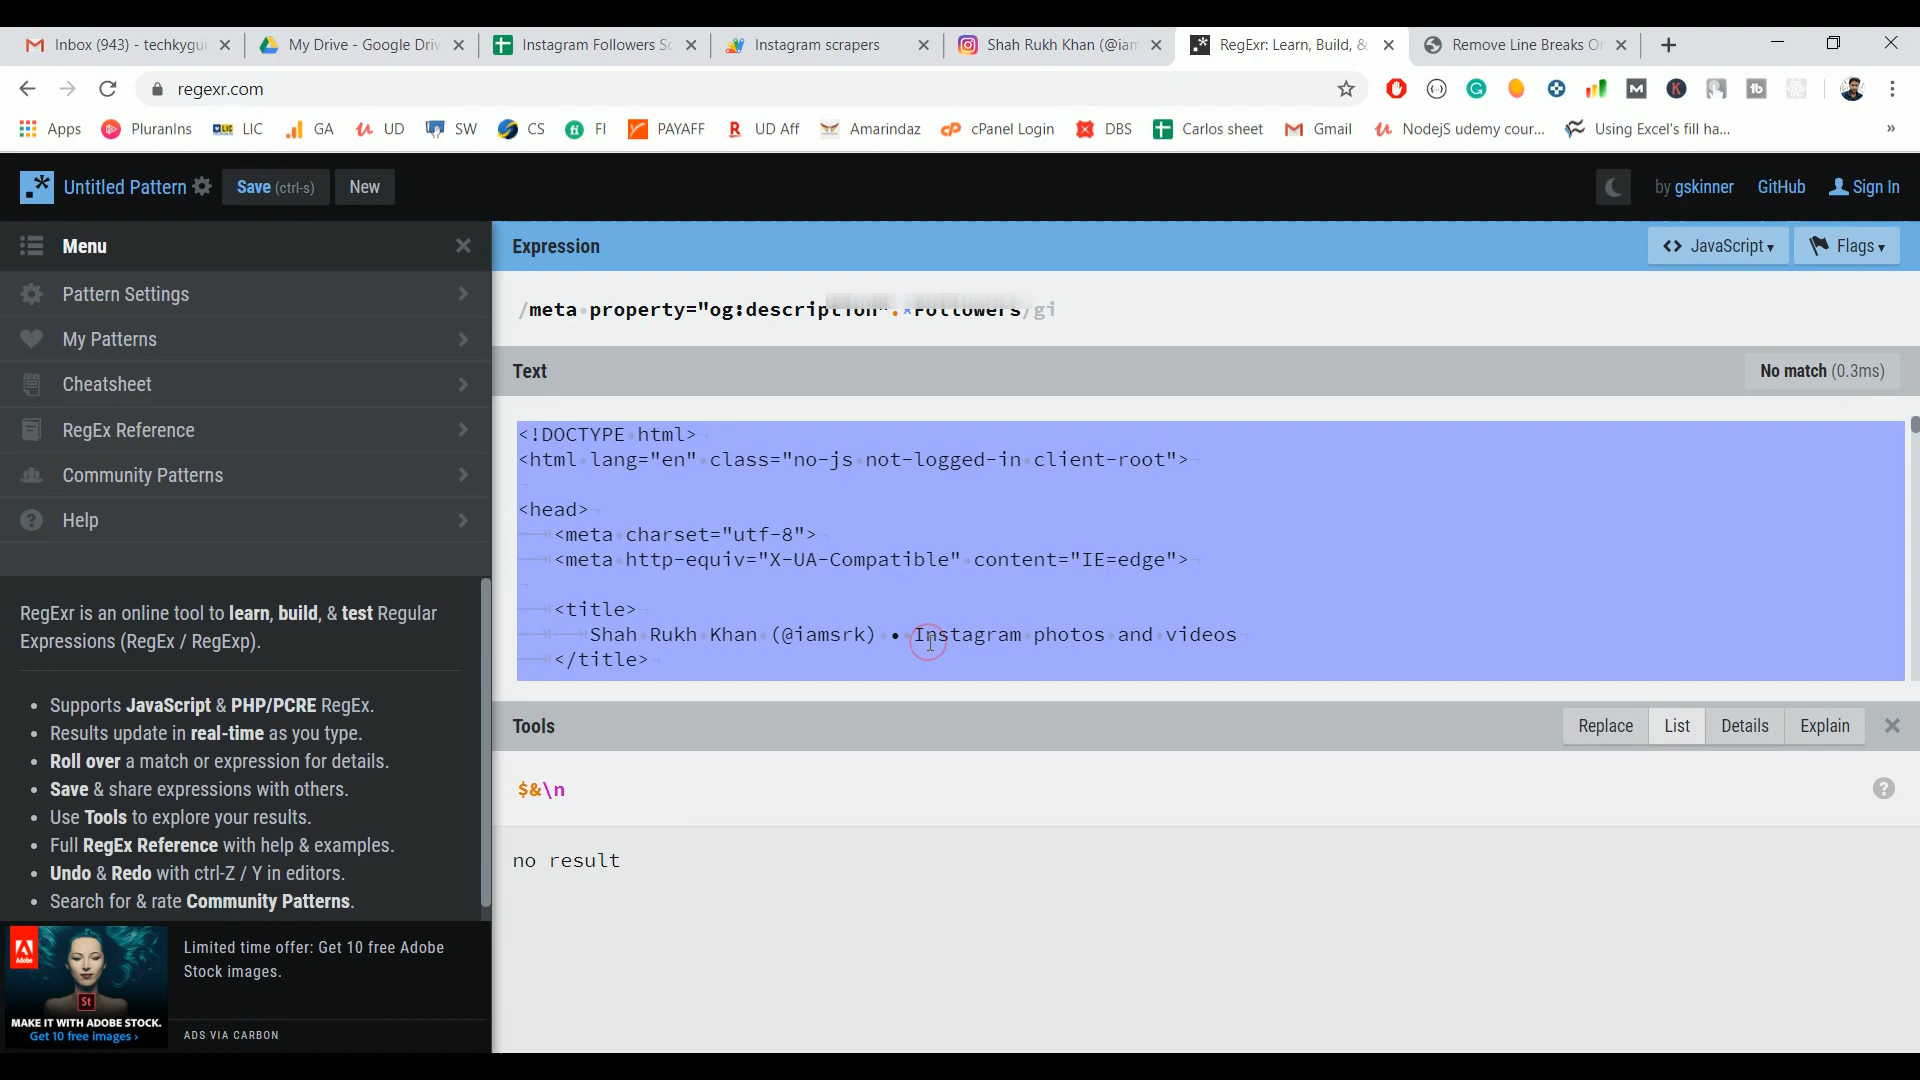 Inbox (943) - techkygui
My Drive - Google Driv
Instagram Followers Sc
Instagram scrapers
Shah Rukh Khan (@iam
RegExr: Learn, Build, &
Remove Line Breaks On
regexr.com
Apps
PluranIns
LIC
GA
UD
SW
CS
FI
PAYAFF
UD Aff
Amarindaz
cPanel Login
DBS
Carlos sheet
Gmail
NodejS udemy cour...
Using Excel's fill ha...
»
Untitled Pattern
Save (ctrl-s)
New
by gskinner
GitHub
Sign In
Menu
Pattern Settings
My Patterns
Cheatsheet
RegEx Reference
Community Patterns
Help
RegExr is an online tool to learn, build, & test Regular
Expressions (RegEx / RegExp).
• Supports JavaScript & PHP/PCRE RegEx.
• Results update in real-time as you type.
• Roll over a match or expression for details.
• Save & share expressions with others.
• Use Tools to explore your results.
• Full RegEx Reference with help & examples.
• Undo & Redo with ctrl-Z / Y in editors.
• Search for & rate Community Patterns.
Adobe
St
MAKE IT WITH ADOBE STOCK.
Get 10 free images ›
Limited time offer: Get 10 free Adobe
Stock images.
ADS VIA CARBON
Expression
<> JavaScript
Flags
/meta property="og:description".*Followers/gi
Text
No match (0.3ms)
<!DOCTYPE html>
<html lang="en" class="no-js not-logged-in client-root">
<head>
<meta charset="utf-8">
<meta http-equiv="X-UA-Compatible" content="IE=edge">
<title>
Shah Rukh Khan (@iamsrk) • Instagram photos and videos
</title>
Tools
Replace
List
Details
Explain
$&\n
no result